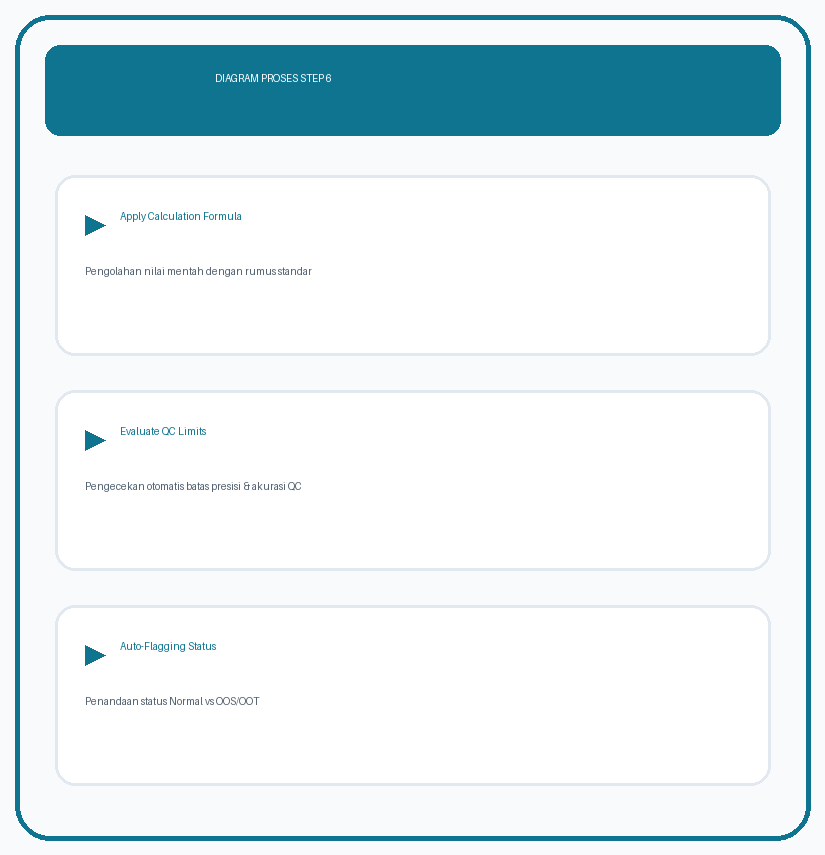 DIAGRAM PROSES STEP 6
Apply Calculation Formula
Pengolahan nilai mentah dengan rumus standar
Evaluate QC Limits
Pengecekan otomatis batas presisi & akurasi QC
Auto-Flagging Status
Penandaan status Normal vs OOS/OOT